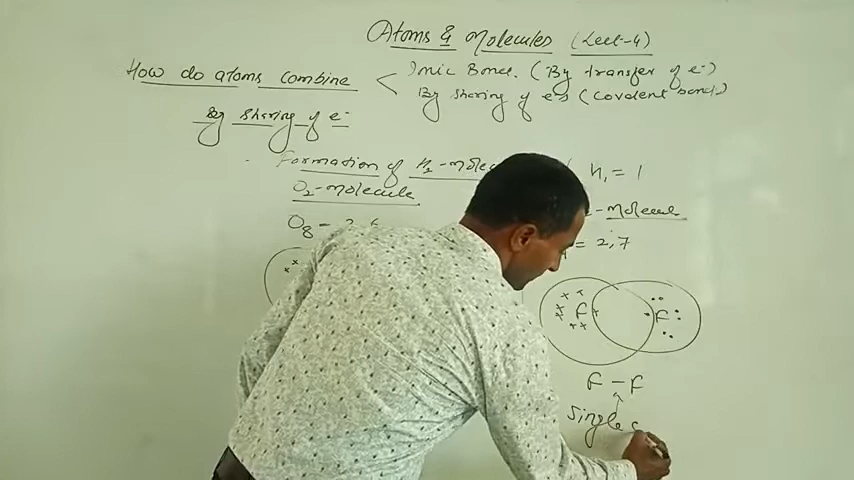 Atoms & Molecules (Lect-4)
How do atoms combine < Ionic Bond. (By transfer of e⁻)
By sharing of e⁻s (Covalent bond)
By sharing of e⁻
Formation of H₂-mole H₁ = 1
O₂-molecule -molecule
O₈ - 2,6 = 2,7
F F
F - F
Single c